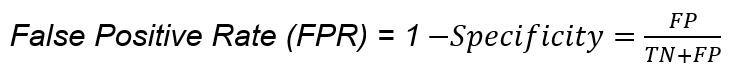 False Positive Rate (FPR) = 1 −Specificity = FP / TN+FP